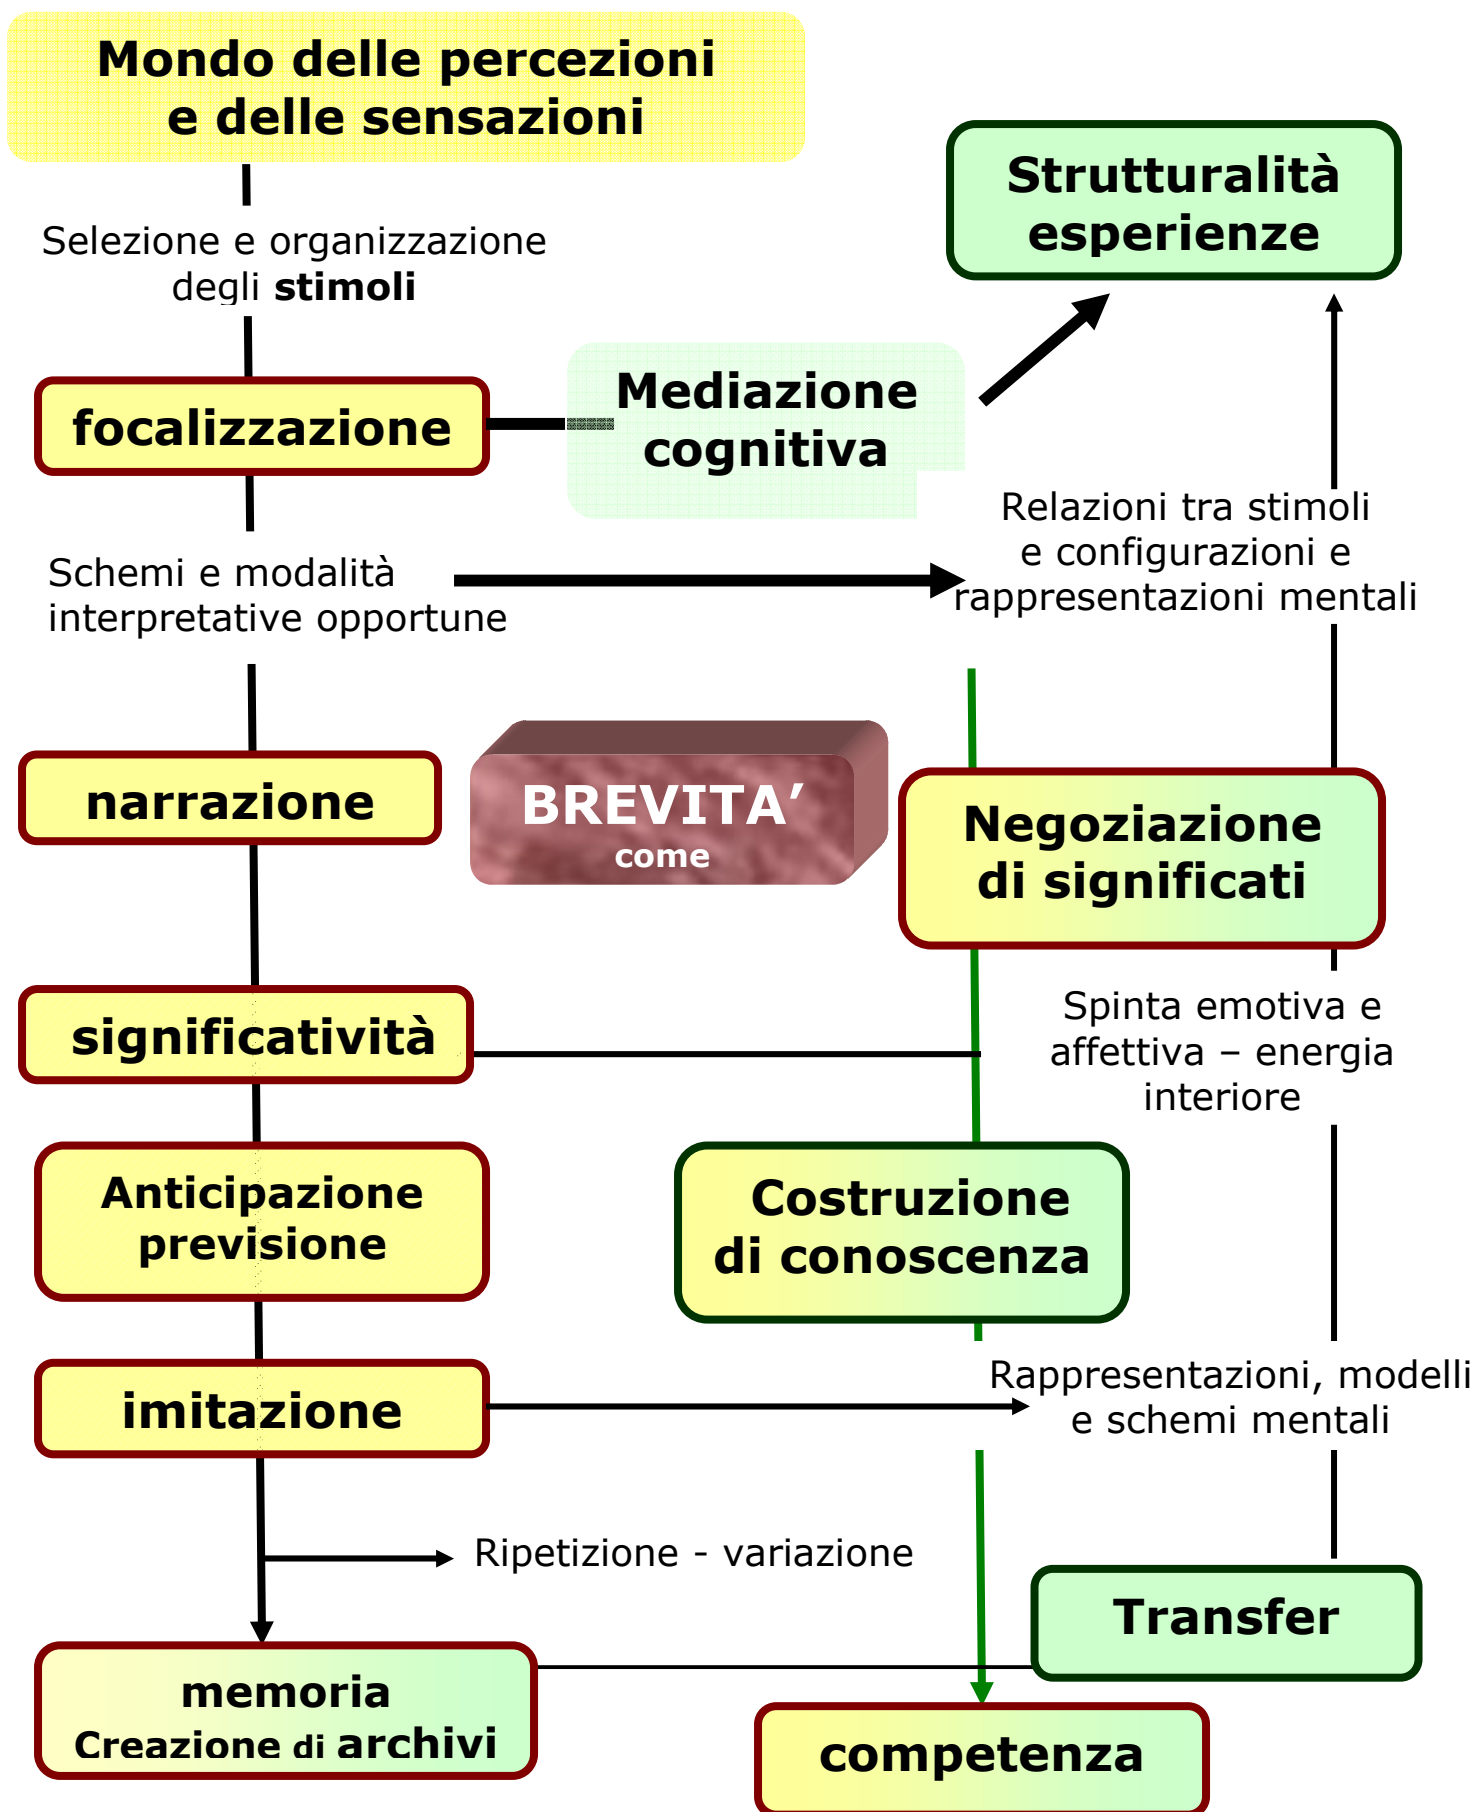 Mondo delle percezioni
e delle sensazioni
Strutturalità
esperienze
Selezione e organizzazione
degli stimoli
focalizzazione
Mediazione
cognitiva
Relazioni tra stimoli
e configurazioni e
rappresentazioni mentali
Schemi e modalità
interpretative opportune
narrazione
BREVITA’
come
Negoziazione
di significati
significatività
Spinta emotiva e
affettiva – energia
interiore
Anticipazione
previsione
Costruzione
di conoscenza
imitazione
Rappresentazioni, modelli
e schemi mentali
Ripetizione - variazione
Transfer
memoria
Creazione di archivi
competenza